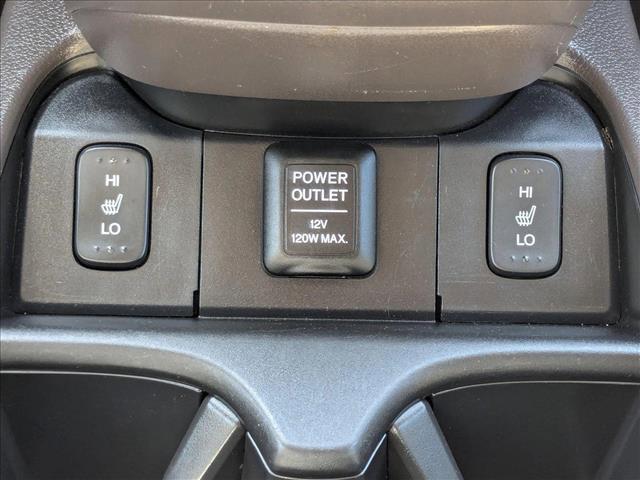 HI
LO
POWER
OUTLET
12V
120W MAX.
HI
LO